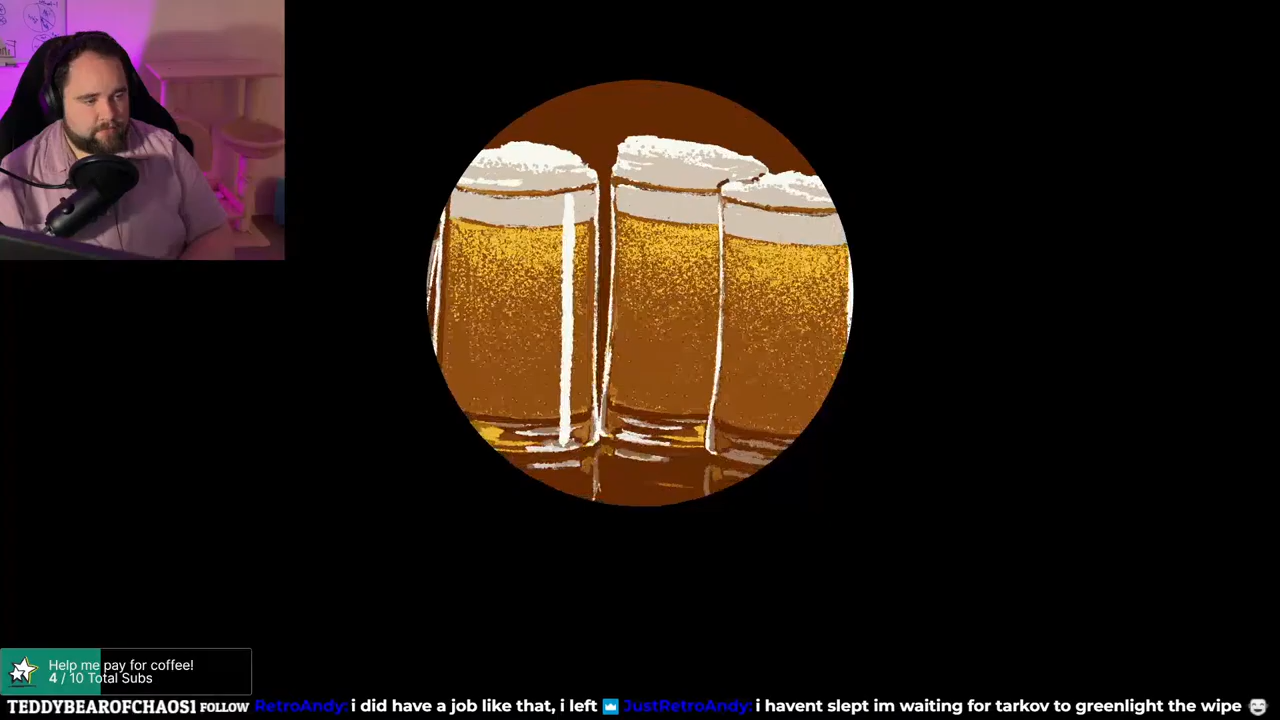 Help me pay for coffee!
4 / 10 Total Subs
TEDDYBEAROFCHAOS1 FOLLOW RetroAndy: i did have a job like that, i left JustRetroAndy: i havent slept im waiting for tarkov to greenlight the wipe